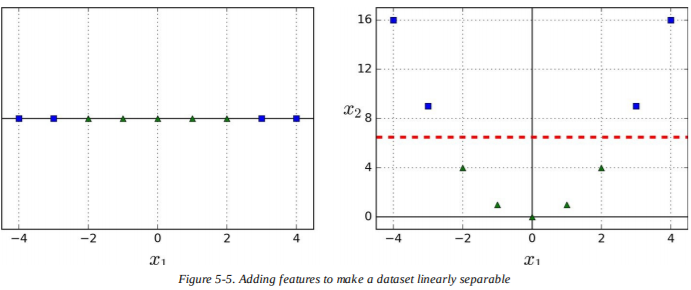 −4 −2 0 2 4
x₁
16
12
x₂ 8
4
0
−4 −2 0 2 4
x₁
Figure 5-5. Adding features to make a dataset linearly separable